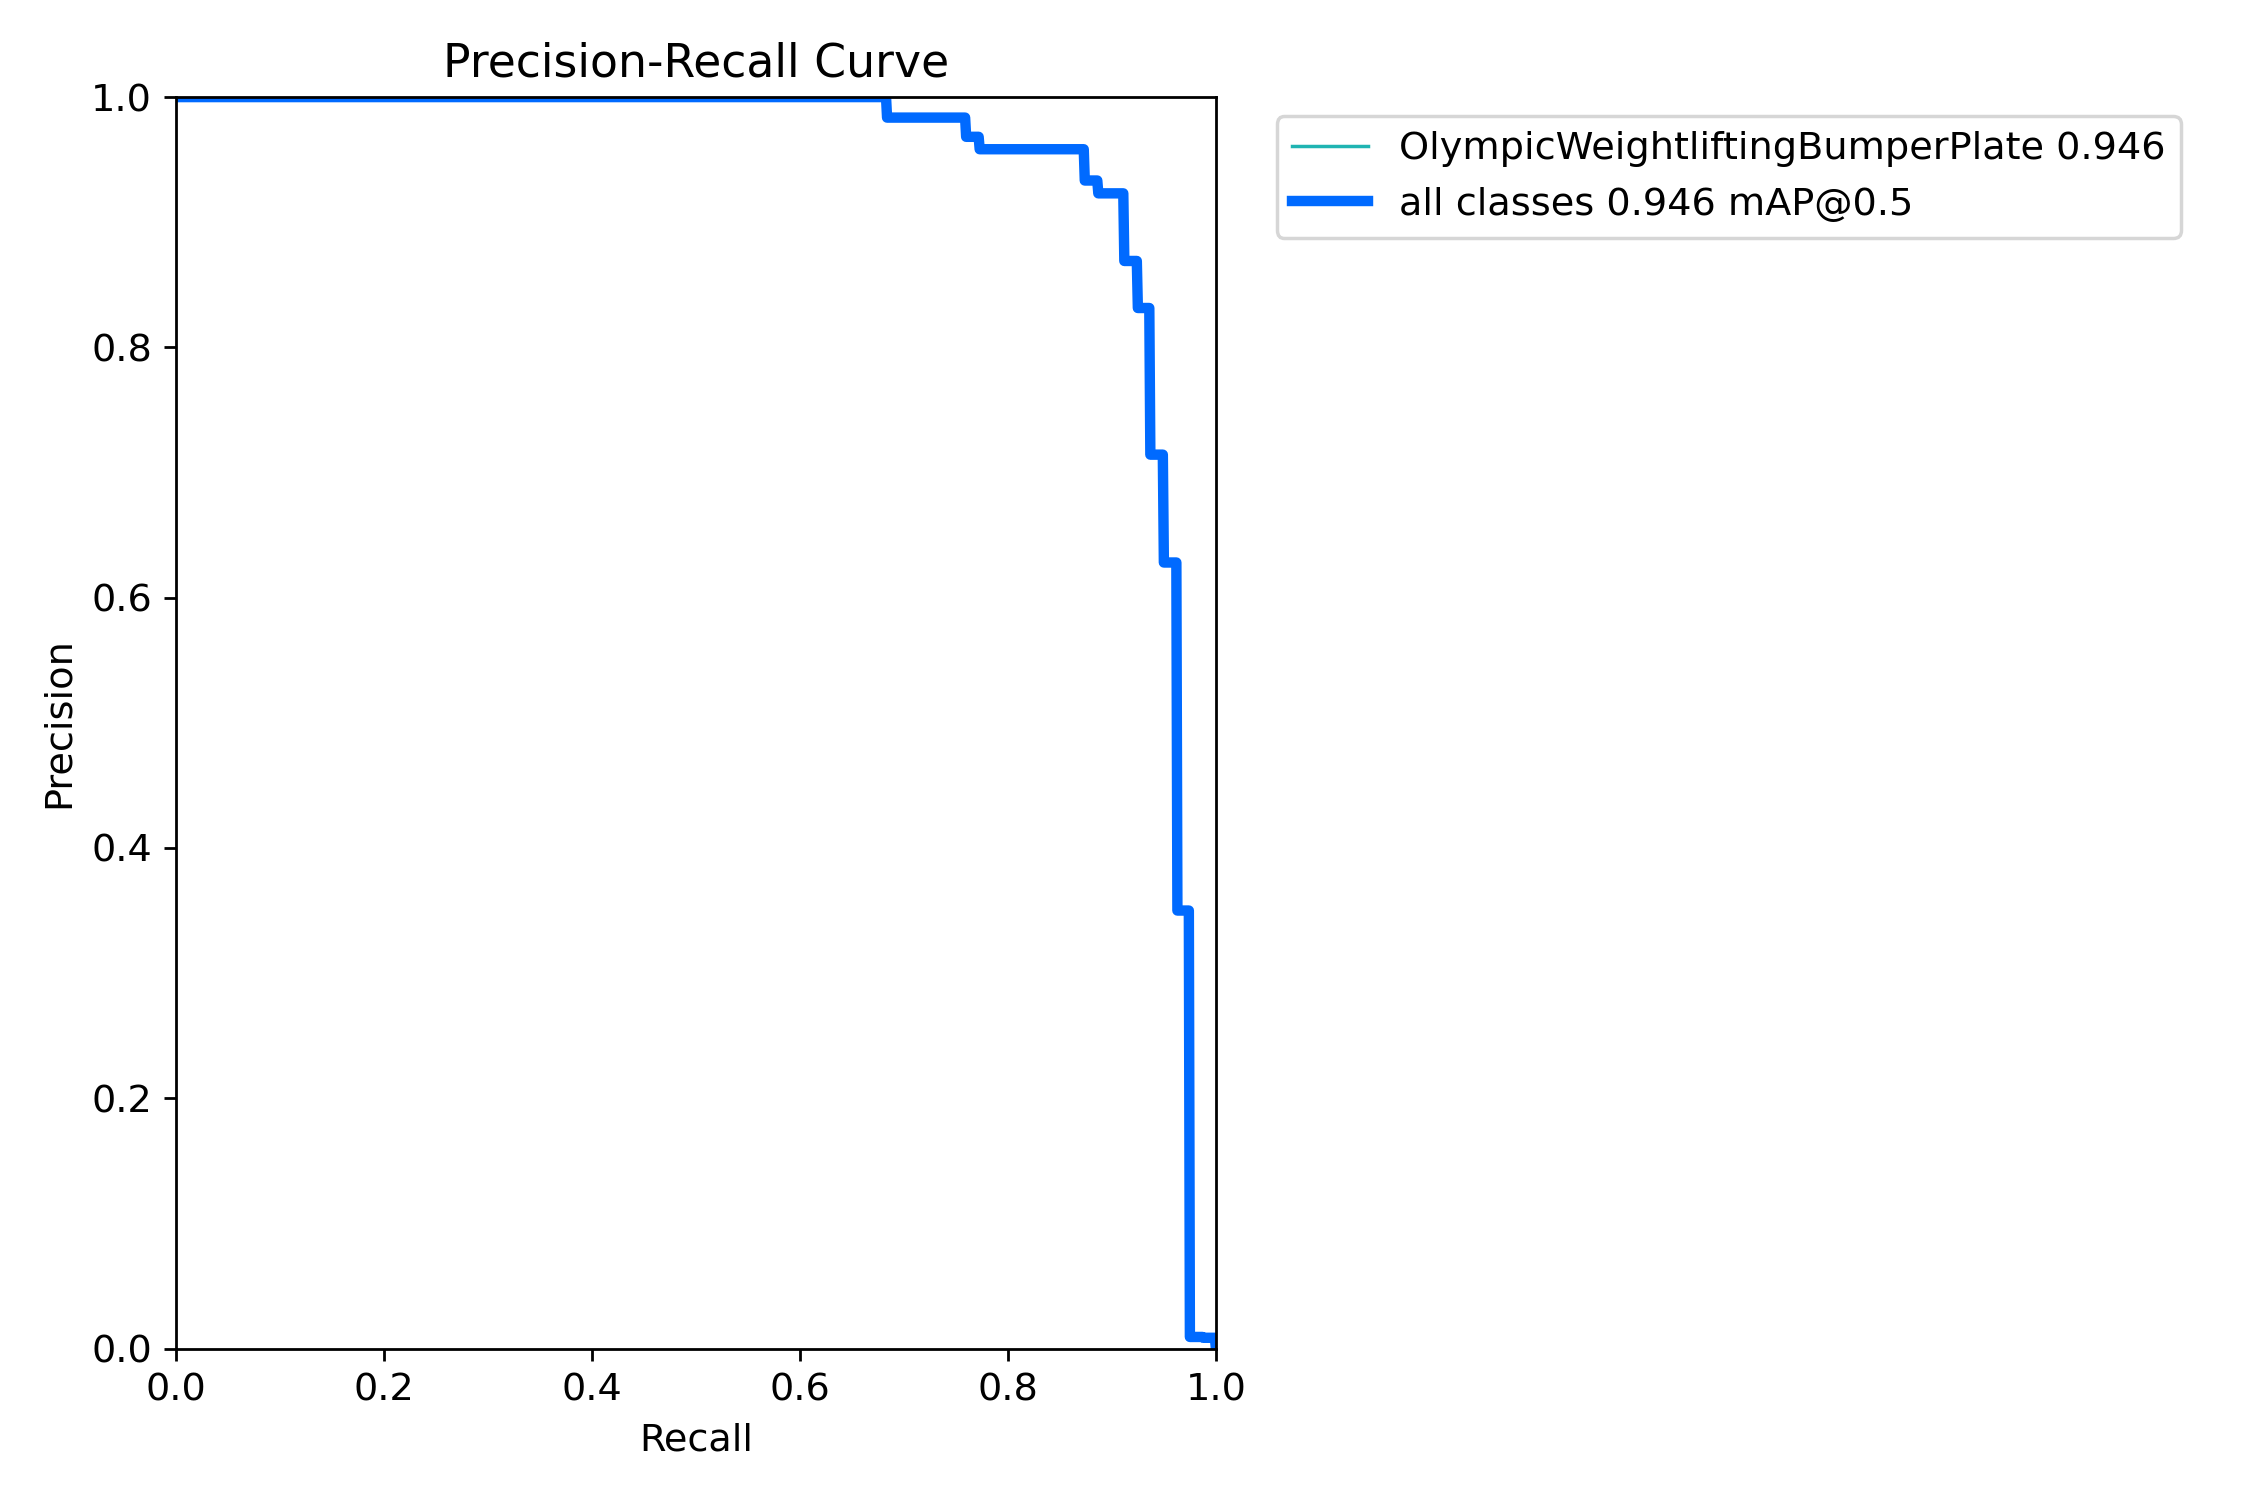 Precision-Recall Curve
OlympicWeightliftingBumperPlate 0.946
all classes 0.946 mAP@0.5
1.0
0.8
0.6
0.4
0.2
0.0
Precision
0.0 0.2 0.4 0.6 0.8 1.0
Recall